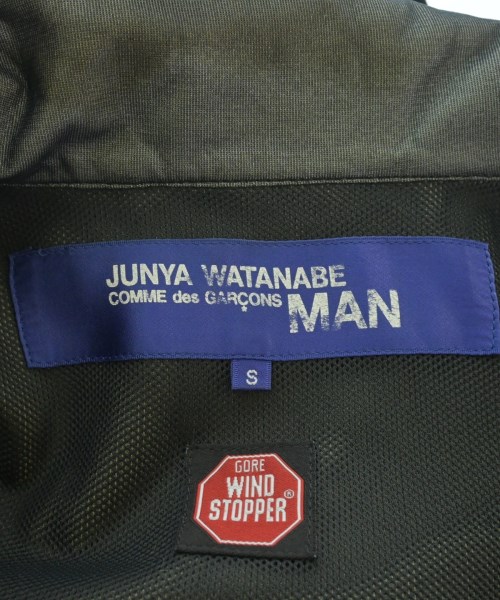 JUNYA WATANABE
COMME des GARÇONS MAN
S
GORE
WIND
STOPPER®